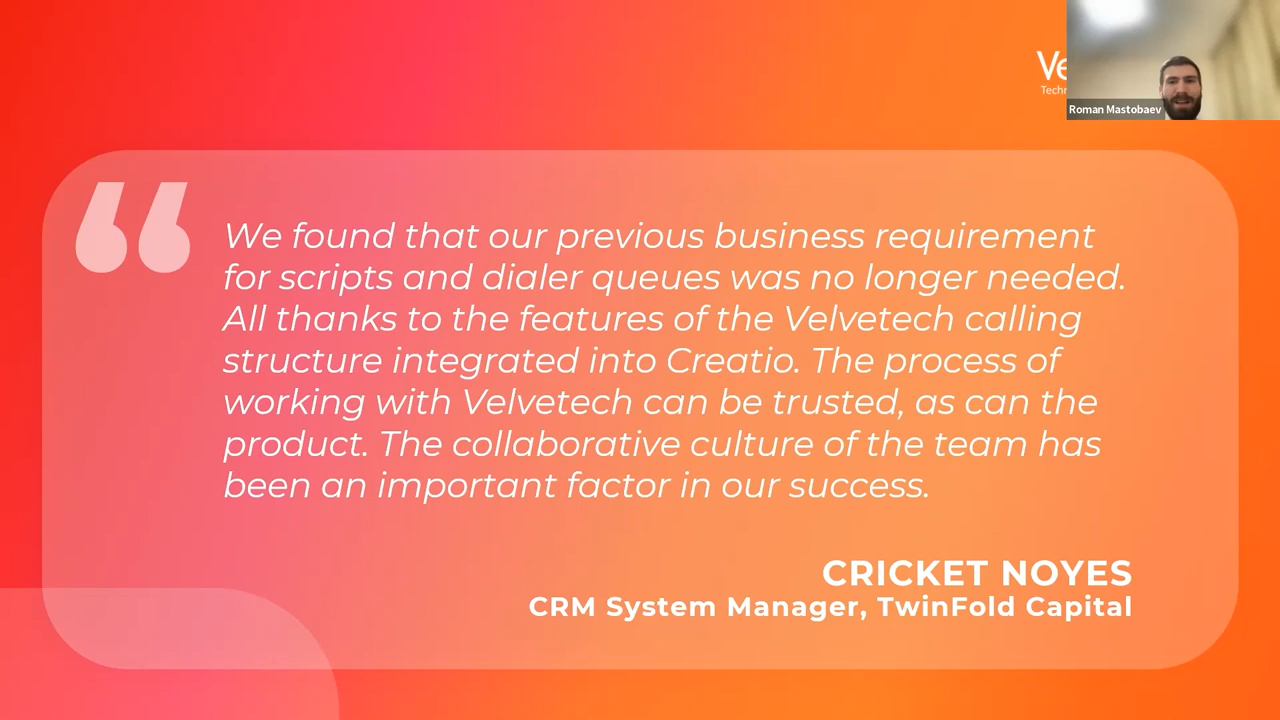 Ve
Techn
Roman Mastobaev
“
We found that our previous business requirement
for scripts and dialer queues was no longer needed.
All thanks to the features of the Velvetech calling
structure integrated into Creatio. The process of
working with Velvetech can be trusted, as can the
product. The collaborative culture of the team has
been an important factor in our success.
CRICKET NOYES
CRM System Manager, TwinFold Capital